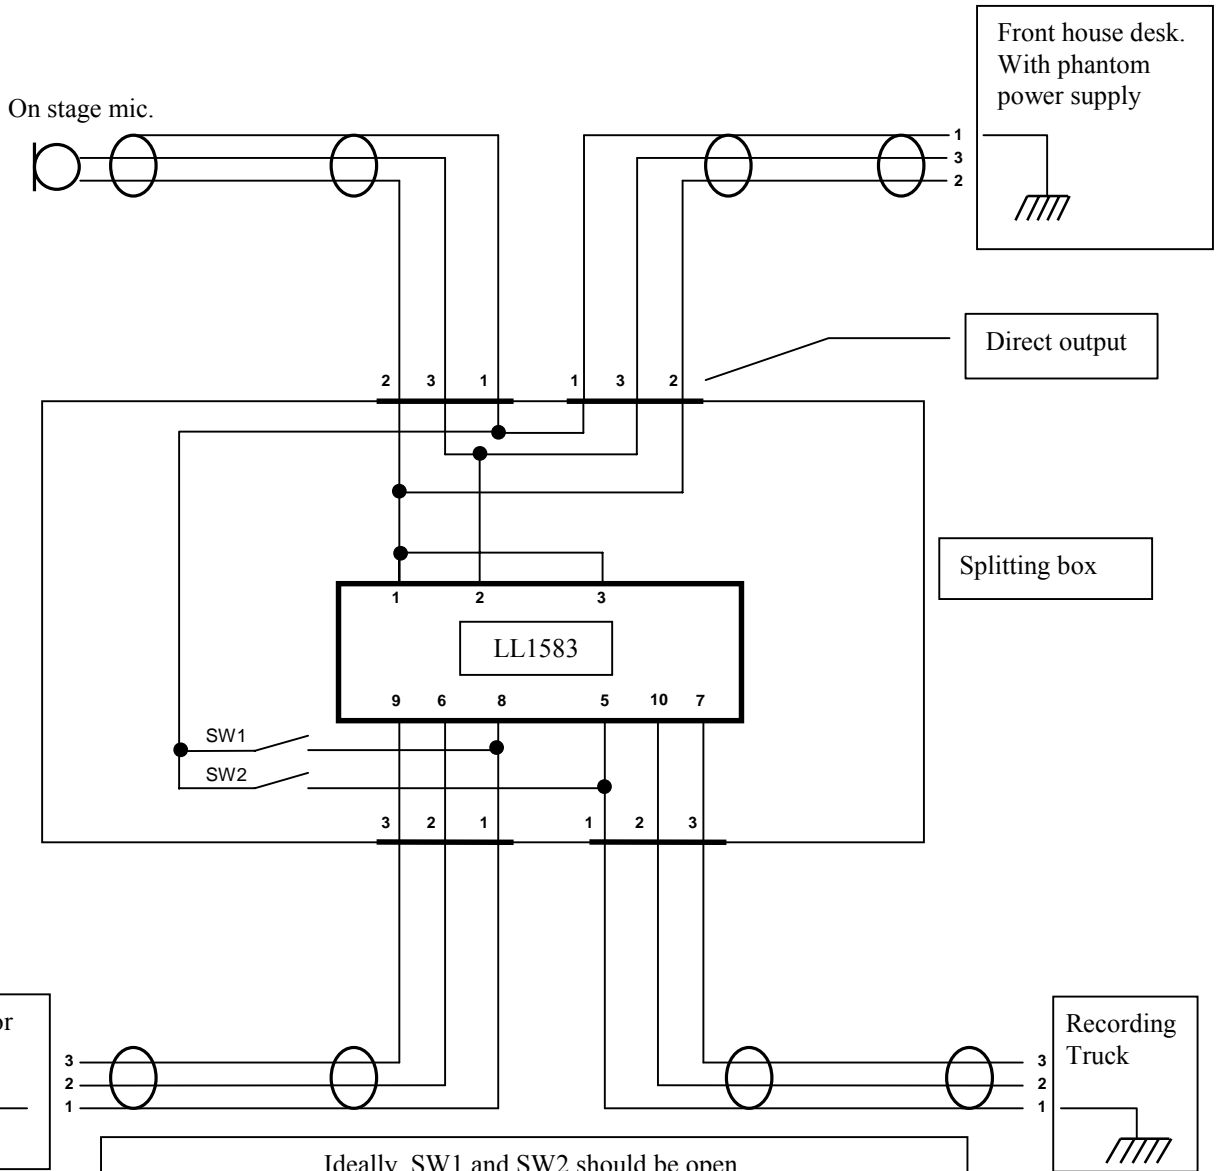 Front house desk.
With phantom
power supply
On stage mic.
1
3
2
Direct output
2 3 1 1 3 2
Splitting box
1 2 3
LL1583
9 6 8 5 10 7
SW1
SW2
3 2 1 1 2 3
or
Recording
Truck
3
2
1
3
2
1
Ideally, SW1 and SW2 should be open